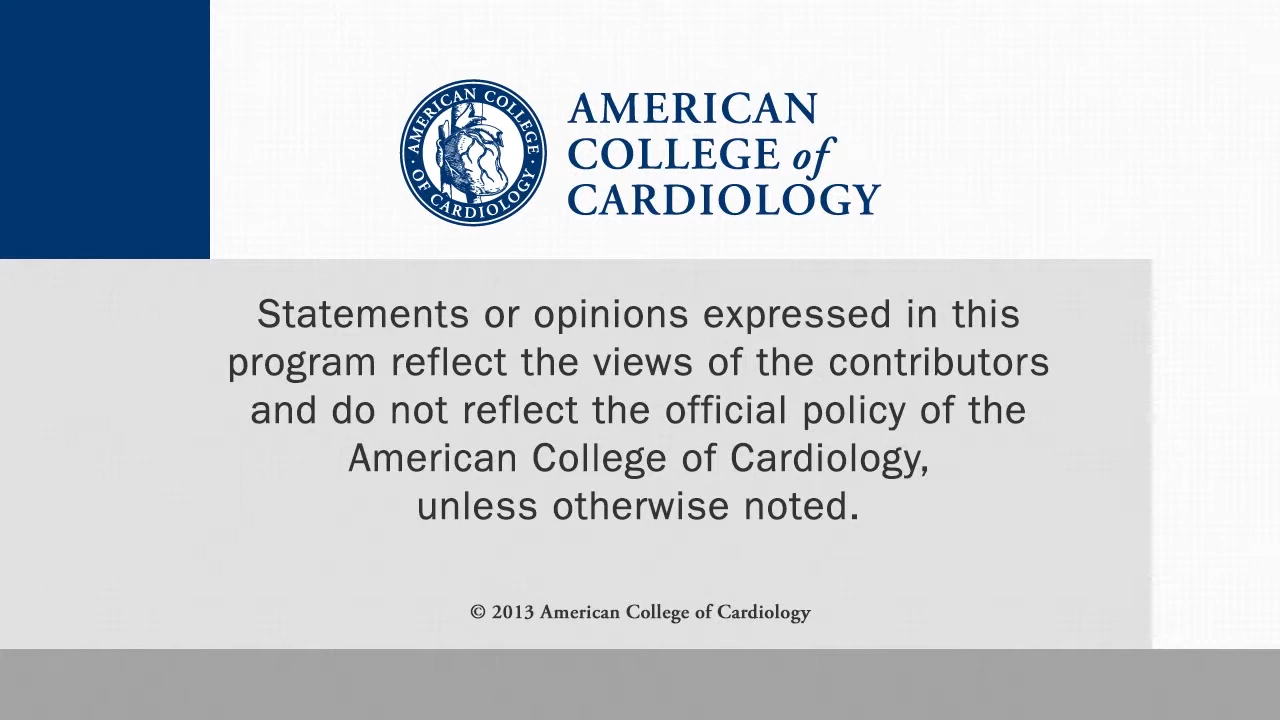 AMERICAN COLLEGE
· OF CARDIOLOGY ·
AMERICAN
COLLEGE of
CARDIOLOGY
Statements or opinions expressed in this
program reflect the views of the contributors
and do not reflect the official policy of the
American College of Cardiology,
unless otherwise noted.
© 2013 American College of Cardiology